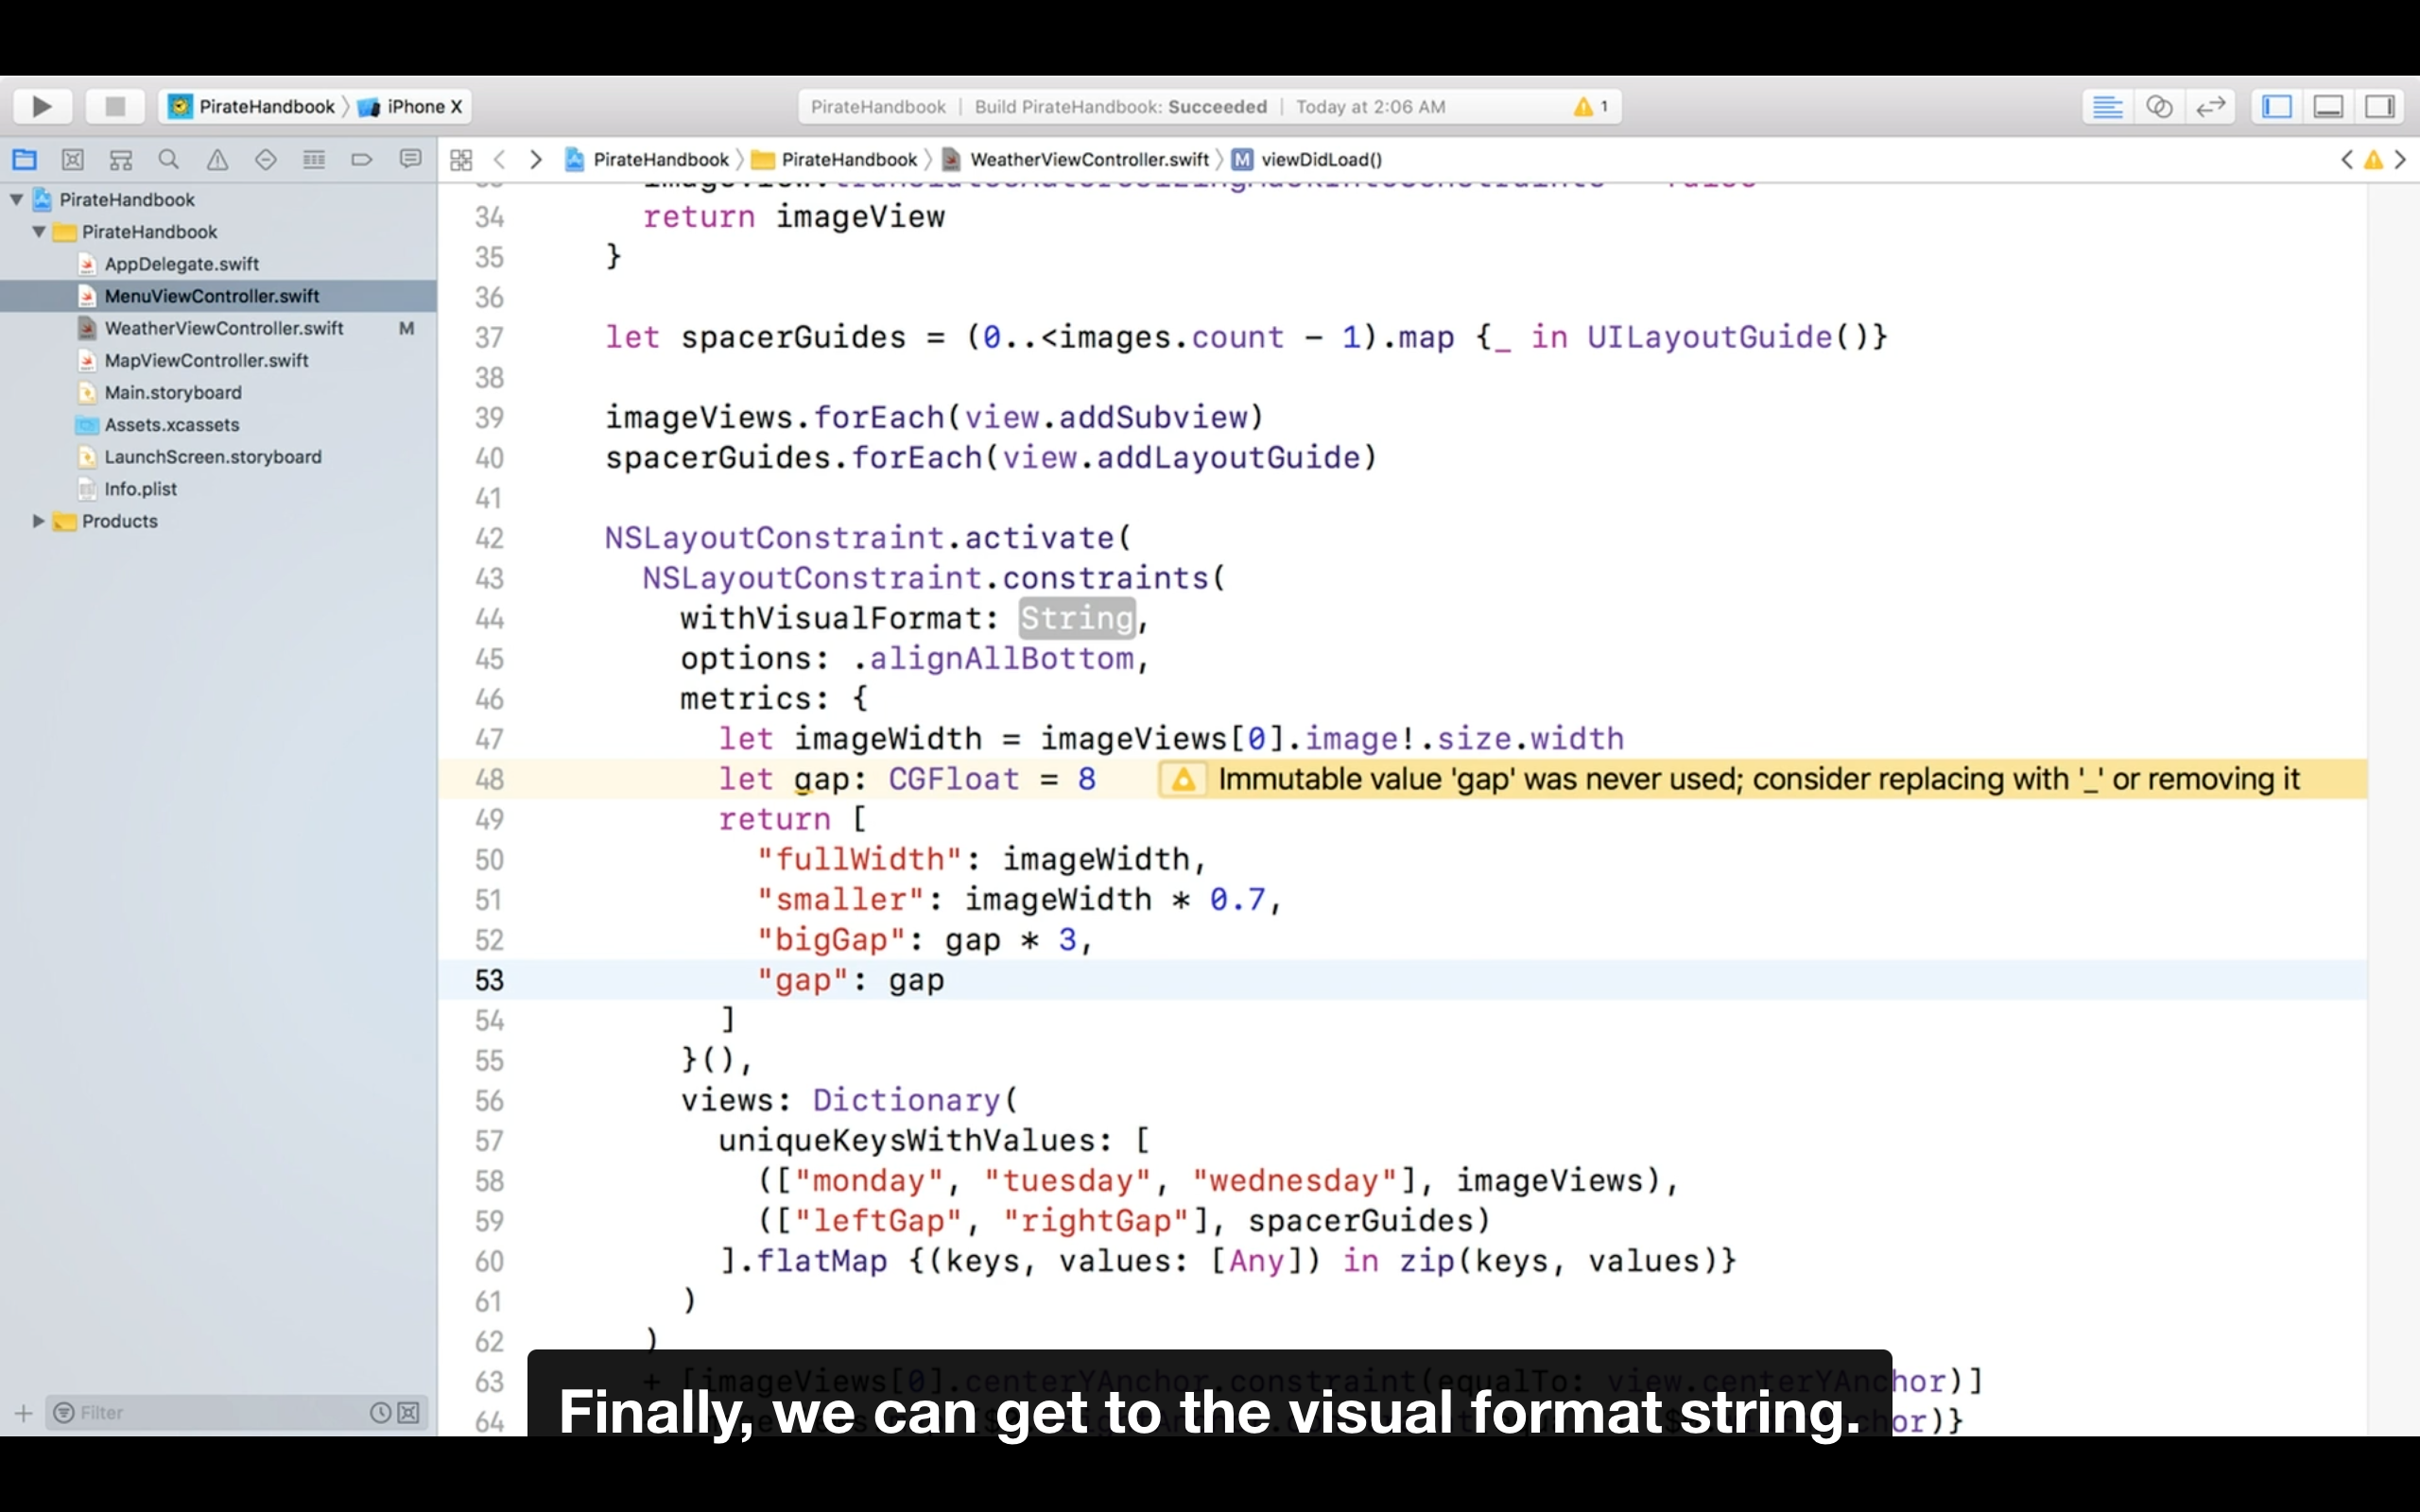 PirateHandbook 〉 iPhone X
PirateHandbook | Build PirateHandbook: Succeeded | Today at 2:06 AM
1
PirateHandbook 〉 PirateHandbook 〉 WeatherViewController.swift 〉 M viewDidLoad()
PirateHandbook
PirateHandbook
AppDelegate.swift
MenuViewController.swift
WeatherViewController.swift M
MapViewController.swift
Main.storyboard
Assets.xcassets
LaunchScreen.storyboard
Info.plist
Products
Filter
34 return imageView
35 }
36
37 let spacerGuides = (0..<images.count - 1).map {_ in UILayoutGuide()}
38
39 imageViews.forEach(view.addSubview)
40 spacerGuides.forEach(view.addLayoutGuide)
41
42 NSLayoutConstraint.activate(
43 NSLayoutConstraint.constraints(
44 withVisualFormat: String,
45 options: .alignAllBottom,
46 metrics: {
47 let imageWidth = imageViews[0].image!.size.width
48 let gap: CGFloat = 8 Immutable value 'gap' was never used; consider replacing with '_' or removing it
49 return [
50 "fullWidth": imageWidth,
51 "smaller": imageWidth * 0.7,
52 "bigGap": gap * 3,
53 "gap": gap
54 ]
55 }(),
56 views: Dictionary(
57 uniqueKeysWithValues: [
58 (["monday", "tuesday", "wednesday"], imageViews),
59 (["leftGap", "rightGap"], spacerGuides)
60 ].flatMap {(keys, values: [Any]) in zip(keys, values)}
61 )
62 )
63 + [imageViews[0].centerYAnchor.constraint(equalTo: view.centerYAnchor)]
64
Finally, we can get to the visual format string.